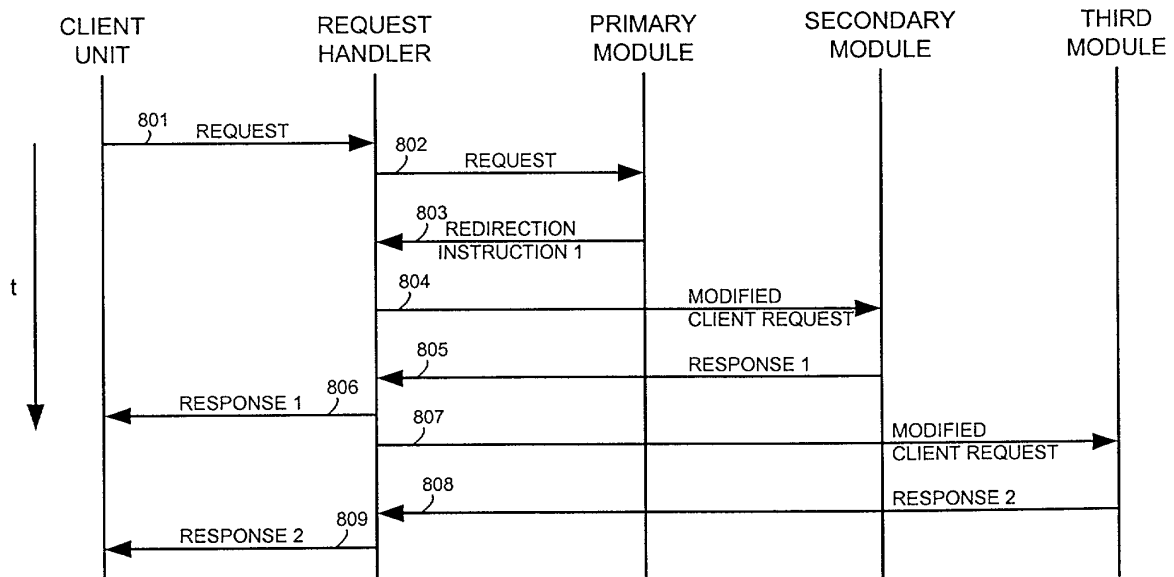 CLIENT
UNIT
REQUEST
HANDLER
PRIMARY
MODULE
SECONDARY
MODULE
THIRD
MODULE
801
REQUEST
802
REQUEST
803
REDIRECTION
INSTRUCTION 1
t
804
MODIFIED
CLIENT REQUEST
805
RESPONSE 1
806
RESPONSE 1
807
MODIFIED
CLIENT REQUEST
808
RESPONSE 2
809
RESPONSE 2